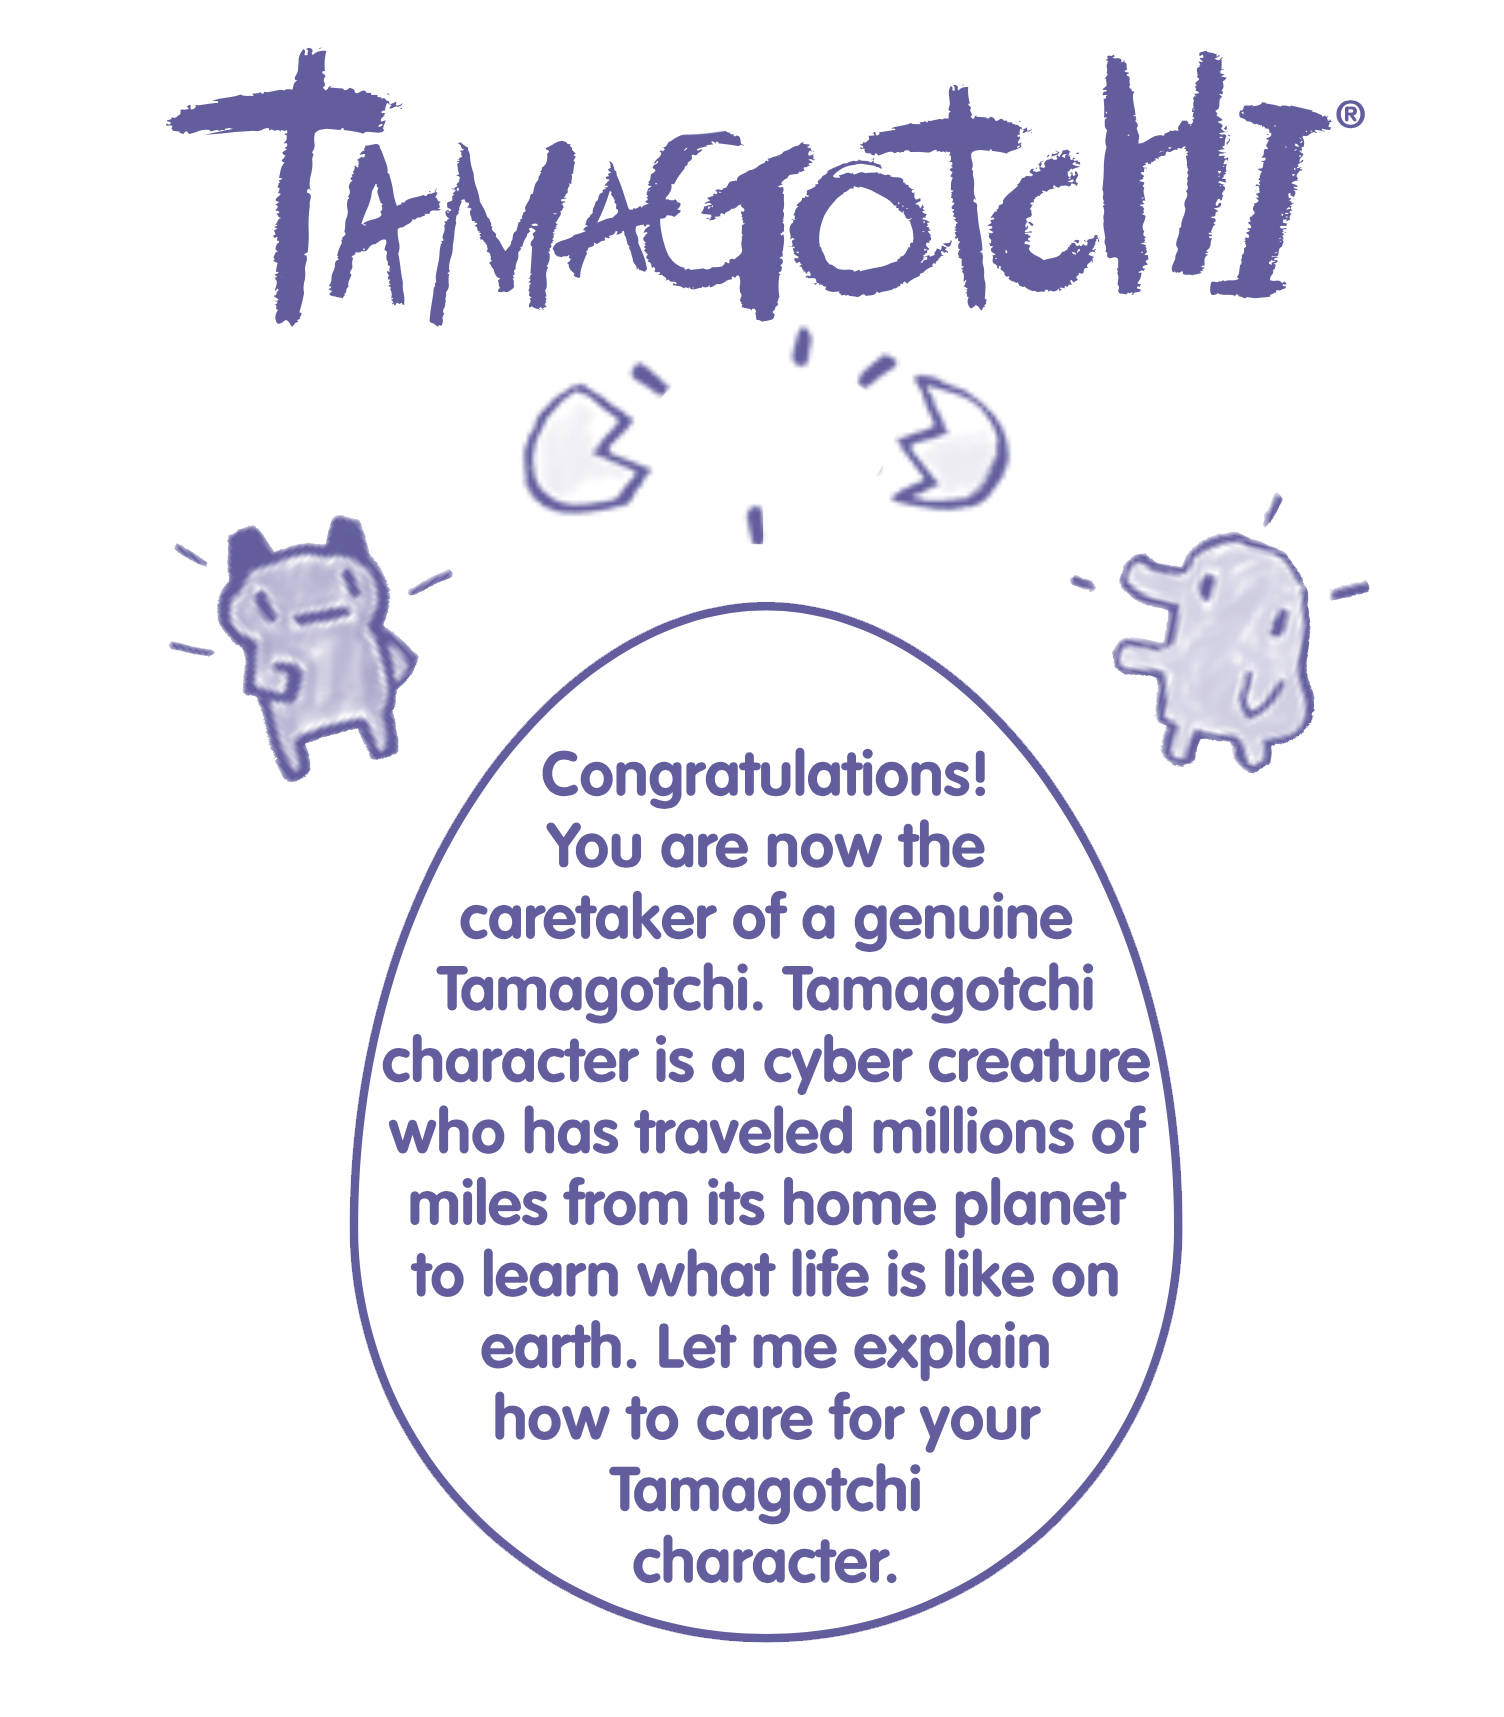 TAMAGOTCHI®
Congratulations!
You are now the
caretaker of a genuine
Tamagotchi. Tamagotchi
character is a cyber creature
who has traveled millions of
miles from its home planet
to learn what life is like on
earth. Let me explain
how to care for your
Tamagotchi
character.